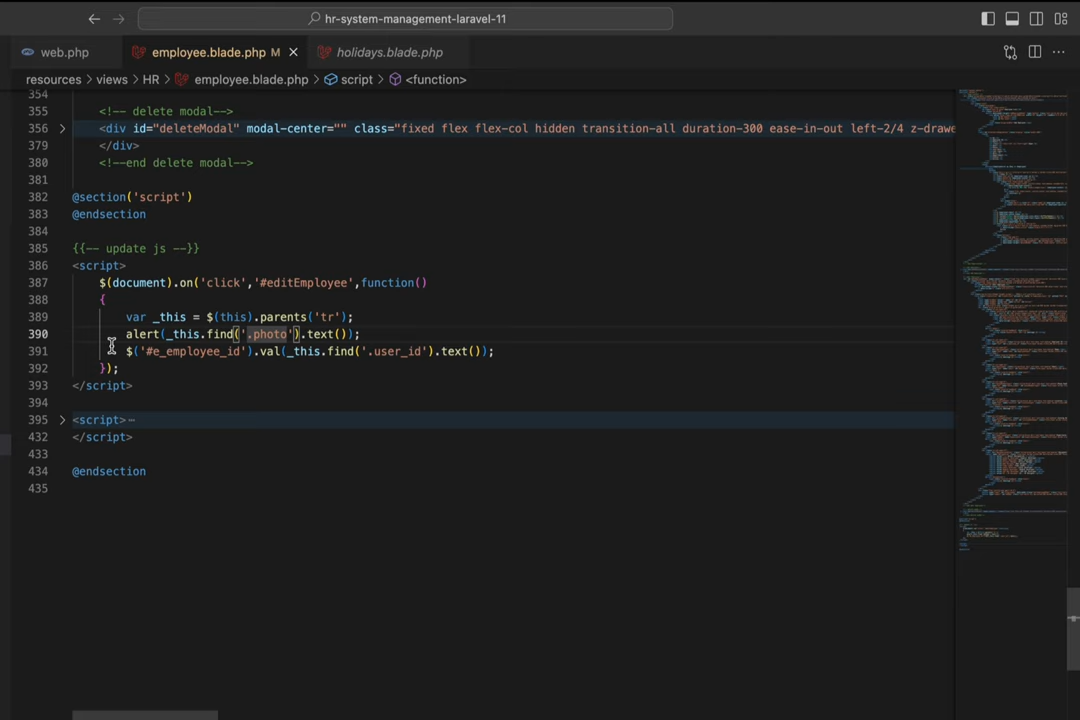 hr-system-management-laravel-11
web.php
employee.blade.php M
holidays.blade.php
resources > views > HR > employee.blade.php > script > <function>
354
355 <!-- delete modal-->
356 <div id="deleteModal" modal-center="" class="fixed flex flex-col hidden transition-all duration-300 ease-in-out left-2/4 z-drawe
379 </div>
380 <!--end delete modal-->
381
382 @section('script')
383 @endsection
384
385 {{-- update js --}}
386 <script>
387 $(document).on('click','#editEmployee',function()
388 {
389 var _this = $(this).parents('tr');
390 alert(_this.find('.photo').text());
391 $('#e_employee_id').val(_this.find('.user_id').text());
392 });
393 </script>
394
395 <script>⋯
432 </script>
433
434 @endsection
435